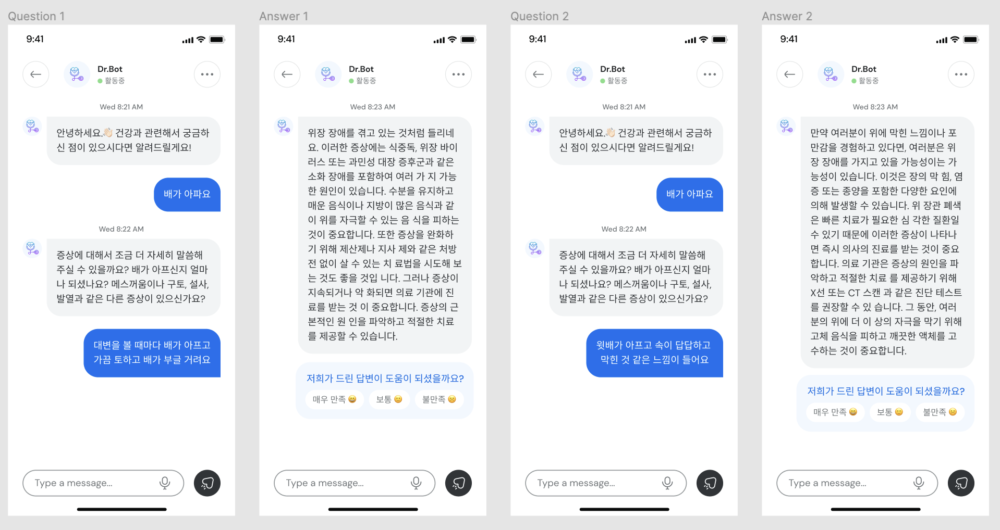 Question 1
9:41
Dr.Bot
활동중
Wed 8:21 AM
안녕하세요.👋🏻 건강과 관련해서 궁금하
신 점이 있으시다면 알려드릴게요!
배가 아파요
Wed 8:22 AM
증상에 대해서 조금 더 자세히 말씀해
주실 수 있을까요? 배가 아프신지 얼마
나 되셨나요? 메스꺼움이나 구토, 설사,
발열과 같은 다른 증상이 있으신가요?
대변을 볼 때마다 배가 아프고
가끔 토하고 배가 부글 거려요
Type a message...
Answer 1
9:41
Dr.Bot
활동중
Wed 8:23 AM
위장 장애를 겪고 있는 것처럼 들리네
요. 이러한 증상에는 식중독, 위장 바이
러스 또는 과민성 대장 증후군과 같은
소화 장애를 포함하여 여러 가 지 가능
한 원인이 있습니다. 수분을 유지하고
매운 음식이나 지방이 많은 음식과 같
이 위를 자극할 수 있는 음 식을 피하는
것이 중요합니다. 또한 증상을 완화하
기 위해 제산제나 지사 제와 같은 처방
전 없이 살 수 있는 치 료법을 시도해 보
는 것도 좋을 것입 니다. 그러나 증상이
지속되거나 악 화되면 의료 기관에 진
료를 받는 것 이 중요합니다. 증상의 근
본적인 원 인을 파악하고 적절한 치료
를 제공할 수 있습니다.
저희가 드린 답변이 도움이 되셨을까요?
매우 만족 😄 보통 🙂 불만족 ☹️
Type a message...
Question 2
9:41
Dr.Bot
활동중
Wed 8:21 AM
안녕하세요.👋🏻 건강과 관련해서 궁금하
신 점이 있으시다면 알려드릴게요!
배가 아파요
Wed 8:22 AM
증상에 대해서 조금 더 자세히 말씀해
주실 수 있을까요? 배가 아프신지 얼마
나 되셨나요? 메스꺼움이나 구토, 설사,
발열과 같은 다른 증상이 있으신가요?
윗배가 아프고 속이 답답하고
막힌 것 같은 느낌이 들어요
Type a message...
Answer 2
9:41
Dr.Bot
활동중
Wed 8:23 AM
만약 여러분이 위에 막힌 느낌이나 포
만감을 경험하고 있다면, 여러분은 위
장 장애를 가지고 있을 가능성이는 가
능성이 있습니다. 이것은 장의 막 힘, 염
증 또는 종양을 포함한 다양한 요인에
의해 발생할 수 있습니다. 위 장관 폐색
은 빠른 치료가 필요한 심 각한 질환일
수 있기 때문에 이러한 증상이 나타나
면 즉시 의사의 진료를 받는 것이 중요
합니다. 의료 기관은 증상의 원인을 파
악하고 적절한 치료 를 제공하기 위해
X선 또는 CT 스캔 과 같은 진단 테스트
를 권장할 수 있 습니다. 그 동안, 여러
분의 위에 더 이 상의 자극을 막기 위해
고체 음식을 피하고 깨끗한 액체를 고
수하는 것이 중요합니다.
저희가 드린 답변이 도움이 되셨을까요?
매우 만족 😄 보통 🙂 불만족 ☹️
Type a message...